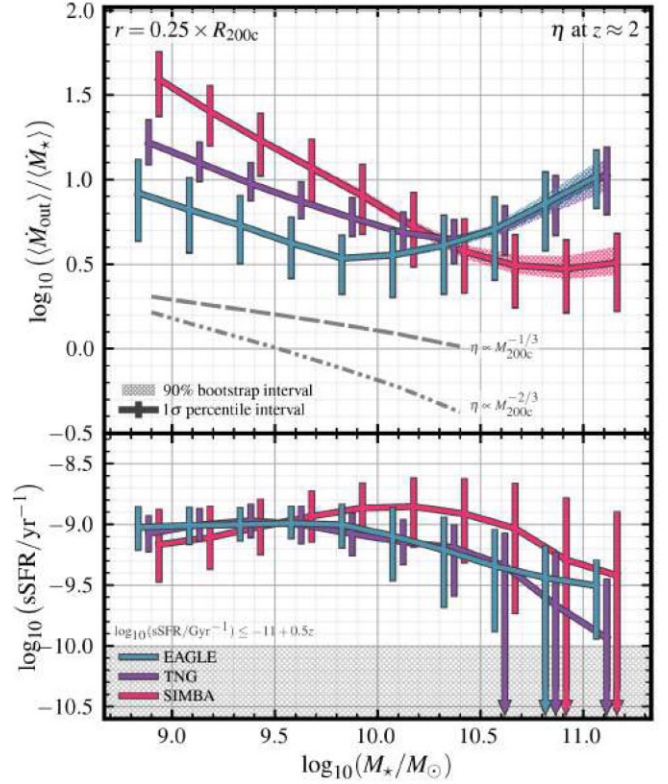 r = 0.25 × R₂₀₀c
η at z ≈ 2
2.0
1.5
1.0
0.5
0.0
−0.5
log₁₀(⟨Ṁout⟩/⟨Ṁ⋆⟩)
η ∝ M₂₀₀c^−1/3
η ∝ M₂₀₀c^−2/3
90% bootstrap interval
1σ percentile interval
−8.5
−9.0
−9.5
−10.0
−10.5
log₁₀(sSFR/yr⁻¹)
log₁₀(sSFR/Gyr⁻¹) ≤ −11 + 0.5z
EAGLE
TNG
SIMBA
9.0 9.5 10.0 10.5 11.0
log₁₀(M⋆/M⊙)